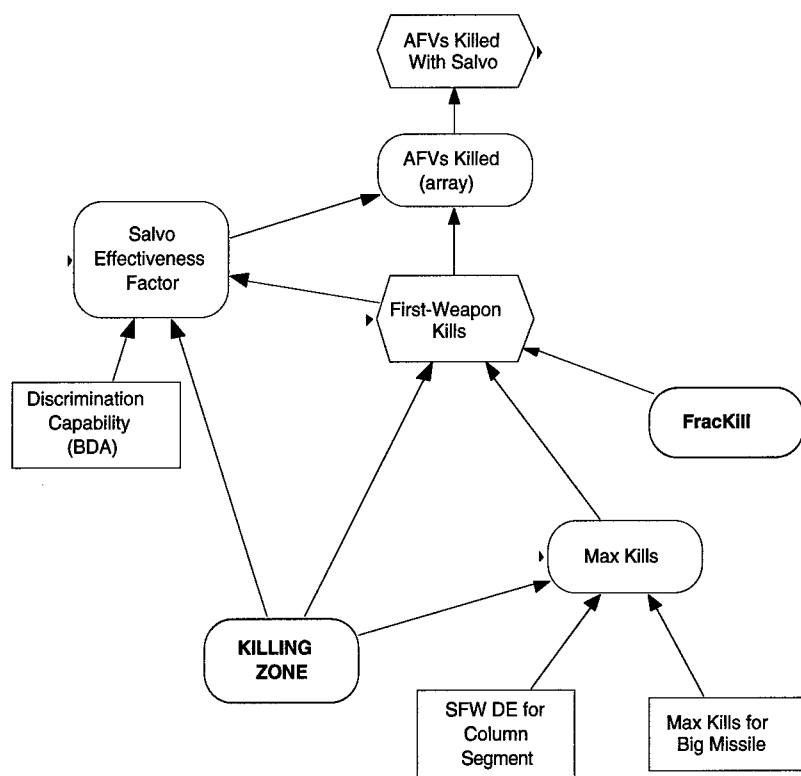 AFVs Killed
With Salvo
AFVs Killed
(array)
Salvo
Effectiveness
Factor
First-Weapon
Kills
Discrimination
Capability
(BDA)
FracKill
Max Kills
KILLING
ZONE
SFW DE for
Column
Segment
Max Kills for
Big Missile